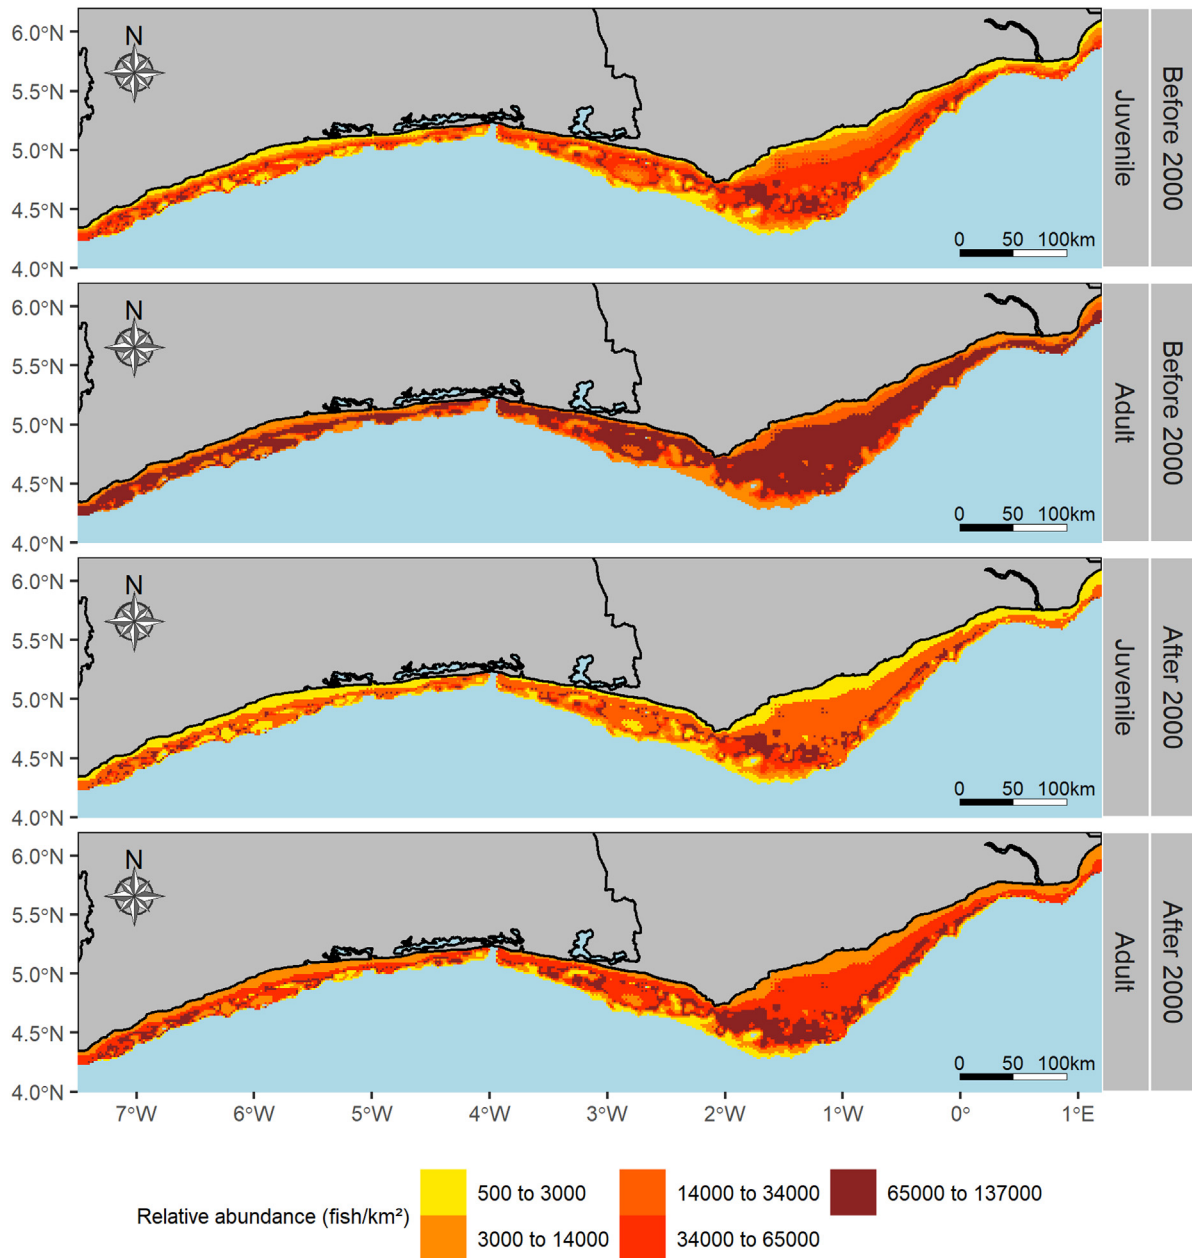 6.0°N
N
5.5°N
5.0°N
4.5°N
4.0°N
0 50 100km
Juvenile
Before 2000
6.0°N
N
5.5°N
5.0°N
4.5°N
4.0°N
0 50 100km
Adult
Before 2000
6.0°N
N
5.5°N
5.0°N
4.5°N
4.0°N
0 50 100km
Juvenile
After 2000
6.0°N
N
5.5°N
5.0°N
4.5°N
4.0°N
0 50 100km
Adult
After 2000
7°W 6°W 5°W 4°W 3°W 2°W 1°W 0° 1°E
Relative abundance (fish/km²)
500 to 3000 14000 to 34000 65000 to 137000
3000 to 14000 34000 to 65000